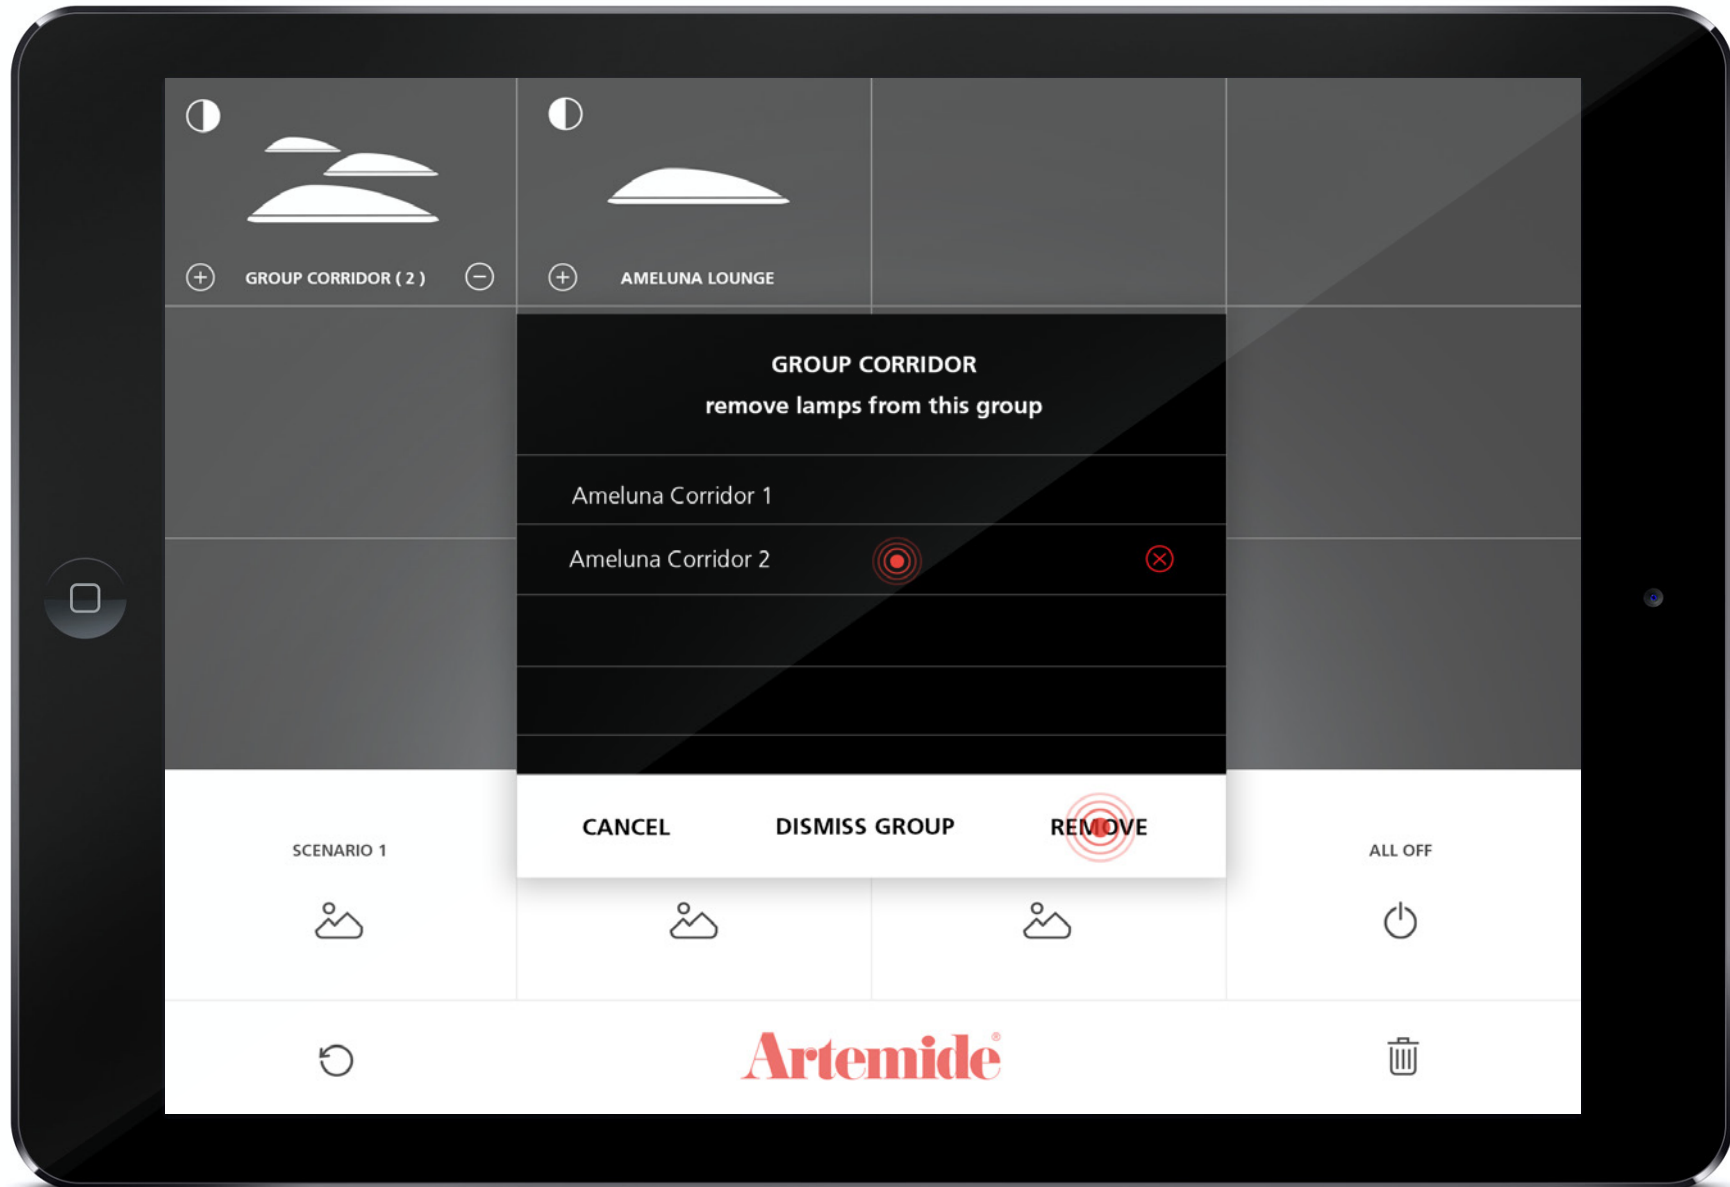 GROUP CORRIDOR ( 2 )
AMELUNA LOUNGE
GROUP CORRIDOR
remove lamps from this group
Ameluna Corridor 1
Ameluna Corridor 2
CANCEL
DISMISS GROUP
REMOVE
SCENARIO 1
ALL OFF
Artemide®